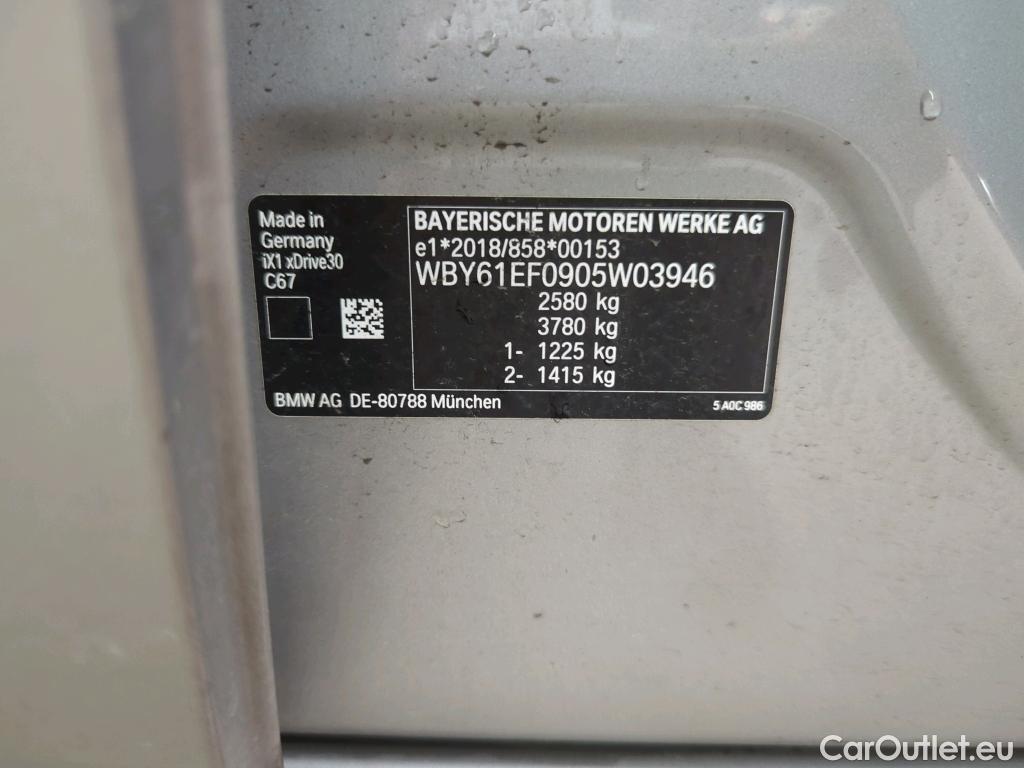 Made in
Germany
iX1 xDrive30
C67
BAYERISCHE MOTOREN WERKE AG
e1*2018/858*00153
WBY61EF0905W03946
2580 kg
3780 kg
1- 1225 kg
2- 1415 kg
BMW AG DE-80788 München
5 A0C 986
CarOutlet.eu